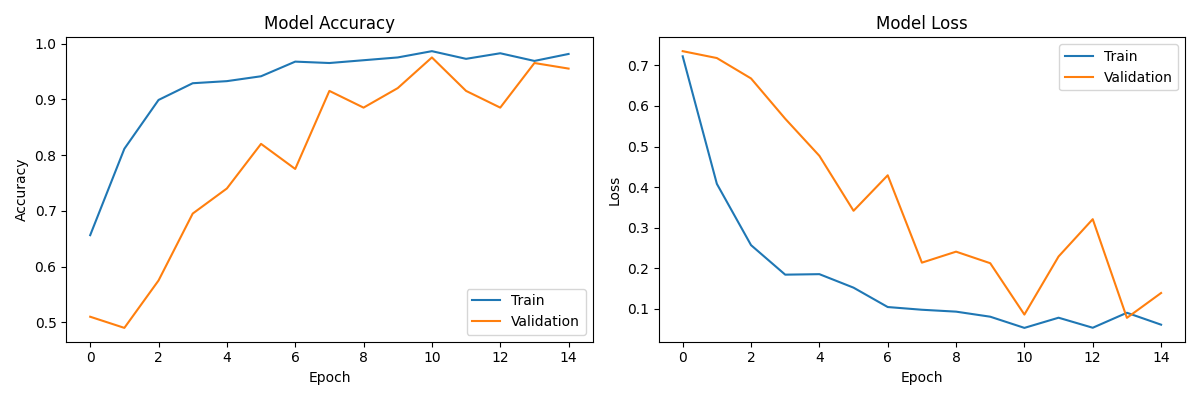 Model Accuracy
1.0
0.9
0.8
0.7
0.6
0.5
Accuracy
Train
Validation
0 2 4 6 8 10 12 14
Epoch
Model Loss
0.7
0.6
0.5
0.4
0.3
0.2
0.1
Loss
Train
Validation
0 2 4 6 8 10 12 14
Epoch